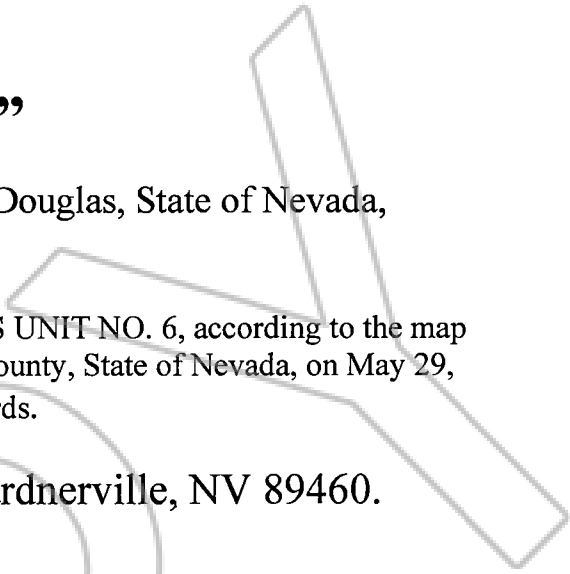 ”
Douglas, State of Nevada,
S UNIT NO. 6, according to the map
ounty, State of Nevada, on May 29,
rds.
rdnerville, NV 89460.